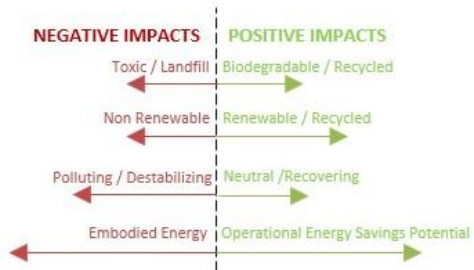 NEGATIVE IMPACTS POSITIVE IMPACTS
Toxic / Landfill Biodegradable / Recycled
Non Renewable Renewable / Recycled
Polluting / Destabilizing Neutral /Recovering
Embodied Energy Operational Energy Savings Potential